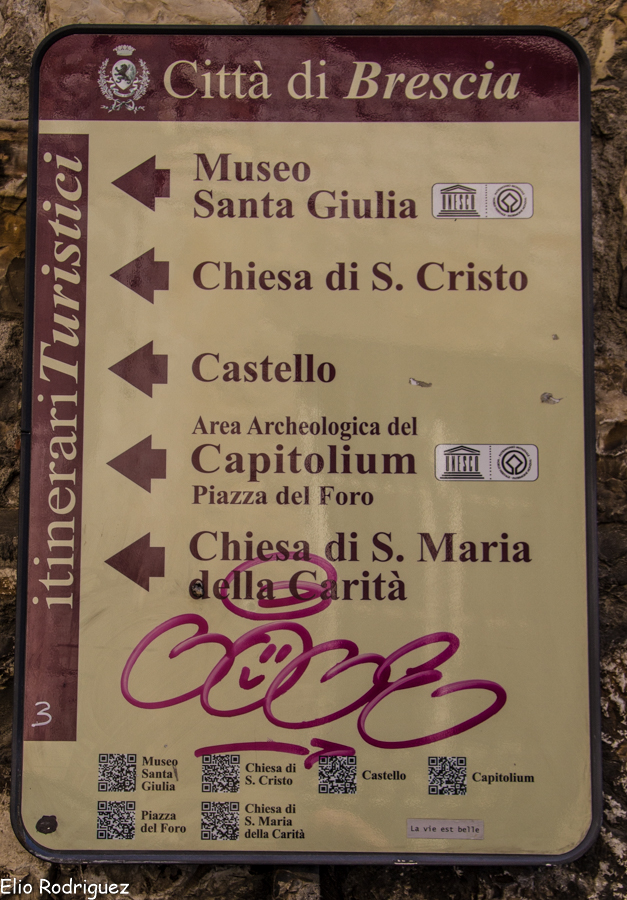 Città di Brescia
itinerari Turistici
Museo
Santa Giulia
UNESCO
Chiesa di S. Cristo
Castello
Area Archeologica del
Capitolium
UNESCO
Piazza del Foro
Chiesa di S. Maria
della Carità
3
Museo
Santa
Giulia
Chiesa di
S. Cristo
Castello
Capitolium
Piazza
del Foro
Chiesa di
S. Maria
della Carità
La vie est belle
Elio Rodriguez